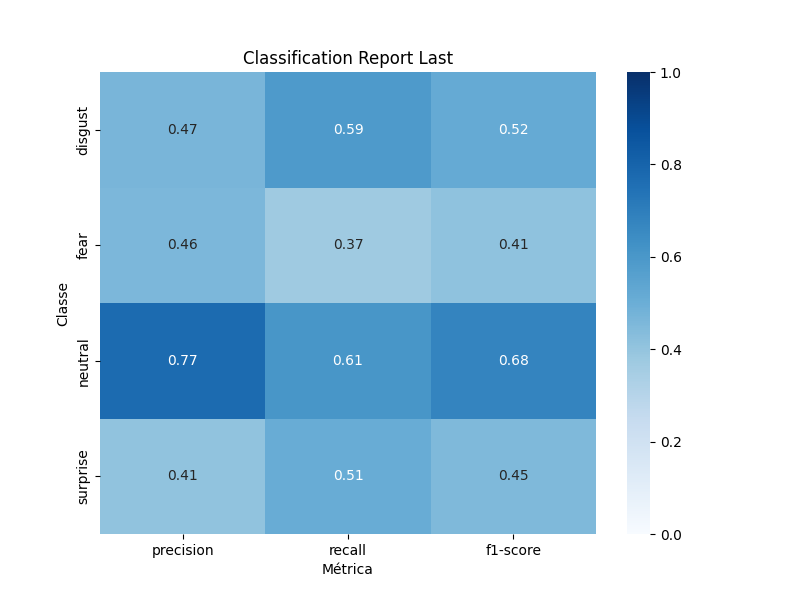 Classification Report Last
Classe
disgust 0.47 0.59 0.52
fear 0.46 0.37 0.41
neutral 0.77 0.61 0.68
surprise 0.41 0.51 0.45
precision recall f1-score
Métrica
1.0
0.8
0.6
0.4
0.2
0.0